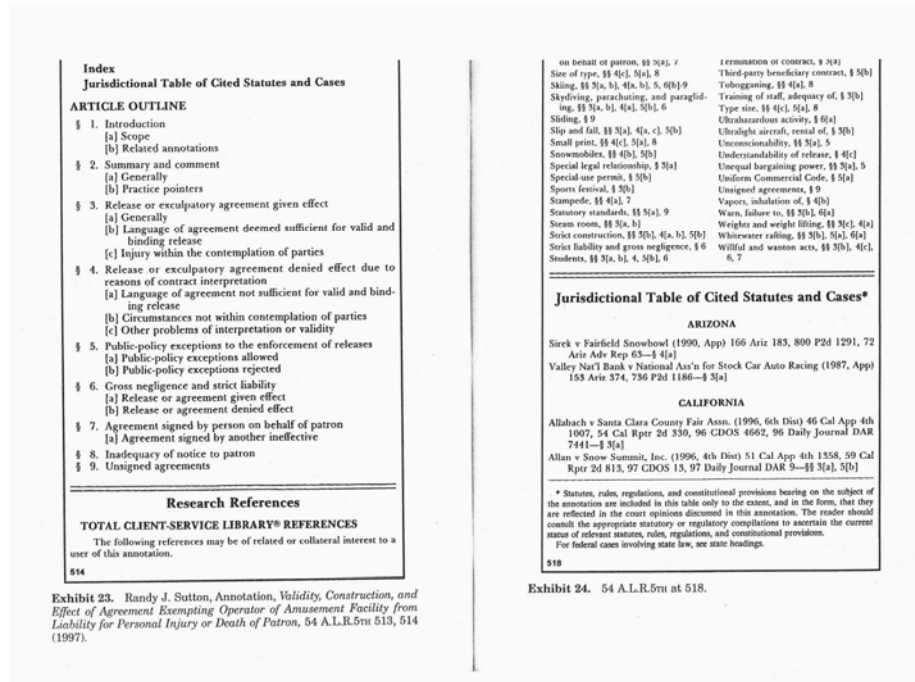 Index
Jurisdictional Table of Cited Statutes and Cases
ARTICLE OUTLINE
§ 1. Introduction
[a] Scope
[b] Related annotations
§ 2. Summary and comment
[a] Generally
[b] Practice pointers
§ 3. Release or exculpatory agreement given effect
[a] Generally
[b] Language of agreement deemed sufficient for valid and
binding release
[c] Injury within the contemplation of parties
§ 4. Release or exculpatory agreement denied effect due to
reasons of contract interpretation
[a] Language of agreement not sufficient for valid and bind-
ing release
[b] Circumstances not within contemplation of parties
[c] Other problems of interpretation or validity
§ 5. Public-policy exceptions to the enforcement of releases
[a] Public-policy exceptions allowed
[b] Public-policy exceptions rejected
§ 6. Gross negligence and strict liability
[a] Release or agreement given effect
[b] Release or agreement denied effect
§ 7. Agreement signed by person on behalf of patron
[a] Agreement signed by another ineffective
§ 8. Inadequacy of notice to patron
§ 9. Unsigned agreements
Research References
TOTAL CLIENT-SERVICE LIBRARY® REFERENCES
The following references may be of related or collateral interest to a
user of this annotation.
514
Exhibit 23. Randy J. Sutton, Annotation, Validity, Construction, and
Effect of Agreement Exempting Operator of Amusement Facility from
Liability for Personal Injury or Death of Patron, 54 A.L.R.5TH 513, 514
(1997).
on behalf of patron, §§ 5[a], 7
Size of type, §§ 4[c], 5[a], 8
Skiing, §§ 3[a, b], 4[a, b], 5, 6[b]-9
Skydiving, parachuting, and paraglid-
ing, §§ 3[a, b], 4[a], 5[b], 6
Sliding, § 9
Slip and fall, §§ 3[a], 4[a, c], 5[b]
Small print, §§ 4[c], 5[a], 8
Snowmobiles, §§ 4[b], 5[b]
Special legal relationship, § 3[a]
Special-use permit, § 5[b]
Sports festival, § 3[b]
Stampede, §§ 4[a], 7
Statutory standards, §§ 5[a], 9
Steam room, §§ 3[a, b]
Strict construction, §§ 3[b], 4[a, b], 5[b]
Strict liability and gross negligence, § 6
Students, §§ 3[a, b], 4, 5[b], 6
Termination of contract, § 3[a]
Third-party beneficiary contract, § 5[b]
Tobogganing, §§ 4[a], 8
Training of staff, adequacy of, § 3[b]
Type size, §§ 4[c], 5[a], 8
Ultrahazardous activity, § 6[a]
Ultralight aircraft, rental of, § 3[b]
Unconscionability, §§ 3[a], 5
Understandability of release, § 4[c]
Unequal bargaining power, §§ 3[a], 5
Uniform Commercial Code, § 5[a]
Unsigned agreements, § 9
Vapors, inhalation of, § 4[b]
Warn, failure to, §§ 3[b], 6[a]
Weights and weight lifting, §§ 3[c], 4[a]
Whitewater rafting, §§ 3[b], 5[a], 6[a]
Willful and wanton acts, §§ 3[b], 4[c],
6, 7
Jurisdictional Table of Cited Statutes and Cases*
ARIZONA
Sirek v Fairfield Snowbowl (1990, App) 166 Ariz 183, 800 P2d 1291, 72
Ariz Adv Rep 63—§ 4[a]
Valley Nat'l Bank v National Ass'n for Stock Car Auto Racing (1987, App)
153 Ariz 374, 736 P2d 1186—§ 3[a]
CALIFORNIA
Allabach v Santa Clara County Fair Assn. (1996, 6th Dist) 46 Cal App 4th
1007, 54 Cal Rptr 2d 330, 96 CDOS 4662, 96 Daily Journal DAR
7441—§ 3[a]
Allan v Snow Summit, Inc. (1996, 4th Dist) 51 Cal App 4th 1358, 59 Cal
Rptr 2d 813, 97 CDOS 13, 97 Daily Journal DAR 9—§§ 3[a], 5[b]
* Statutes, rules, regulations, and constitutional provisions bearing on the subject of
the annotation are included in this table only to the extent, and in the form, that they
are reflected in the court opinions discussed in this annotation. The reader should
consult the appropriate statutory or regulatory compilations to ascertain the current
status of relevant statutes, rules, regulations, and constitutional provisions.
For federal cases involving state law, see state headings.
518
Exhibit 24. 54 A.L.R.5TH at 518.